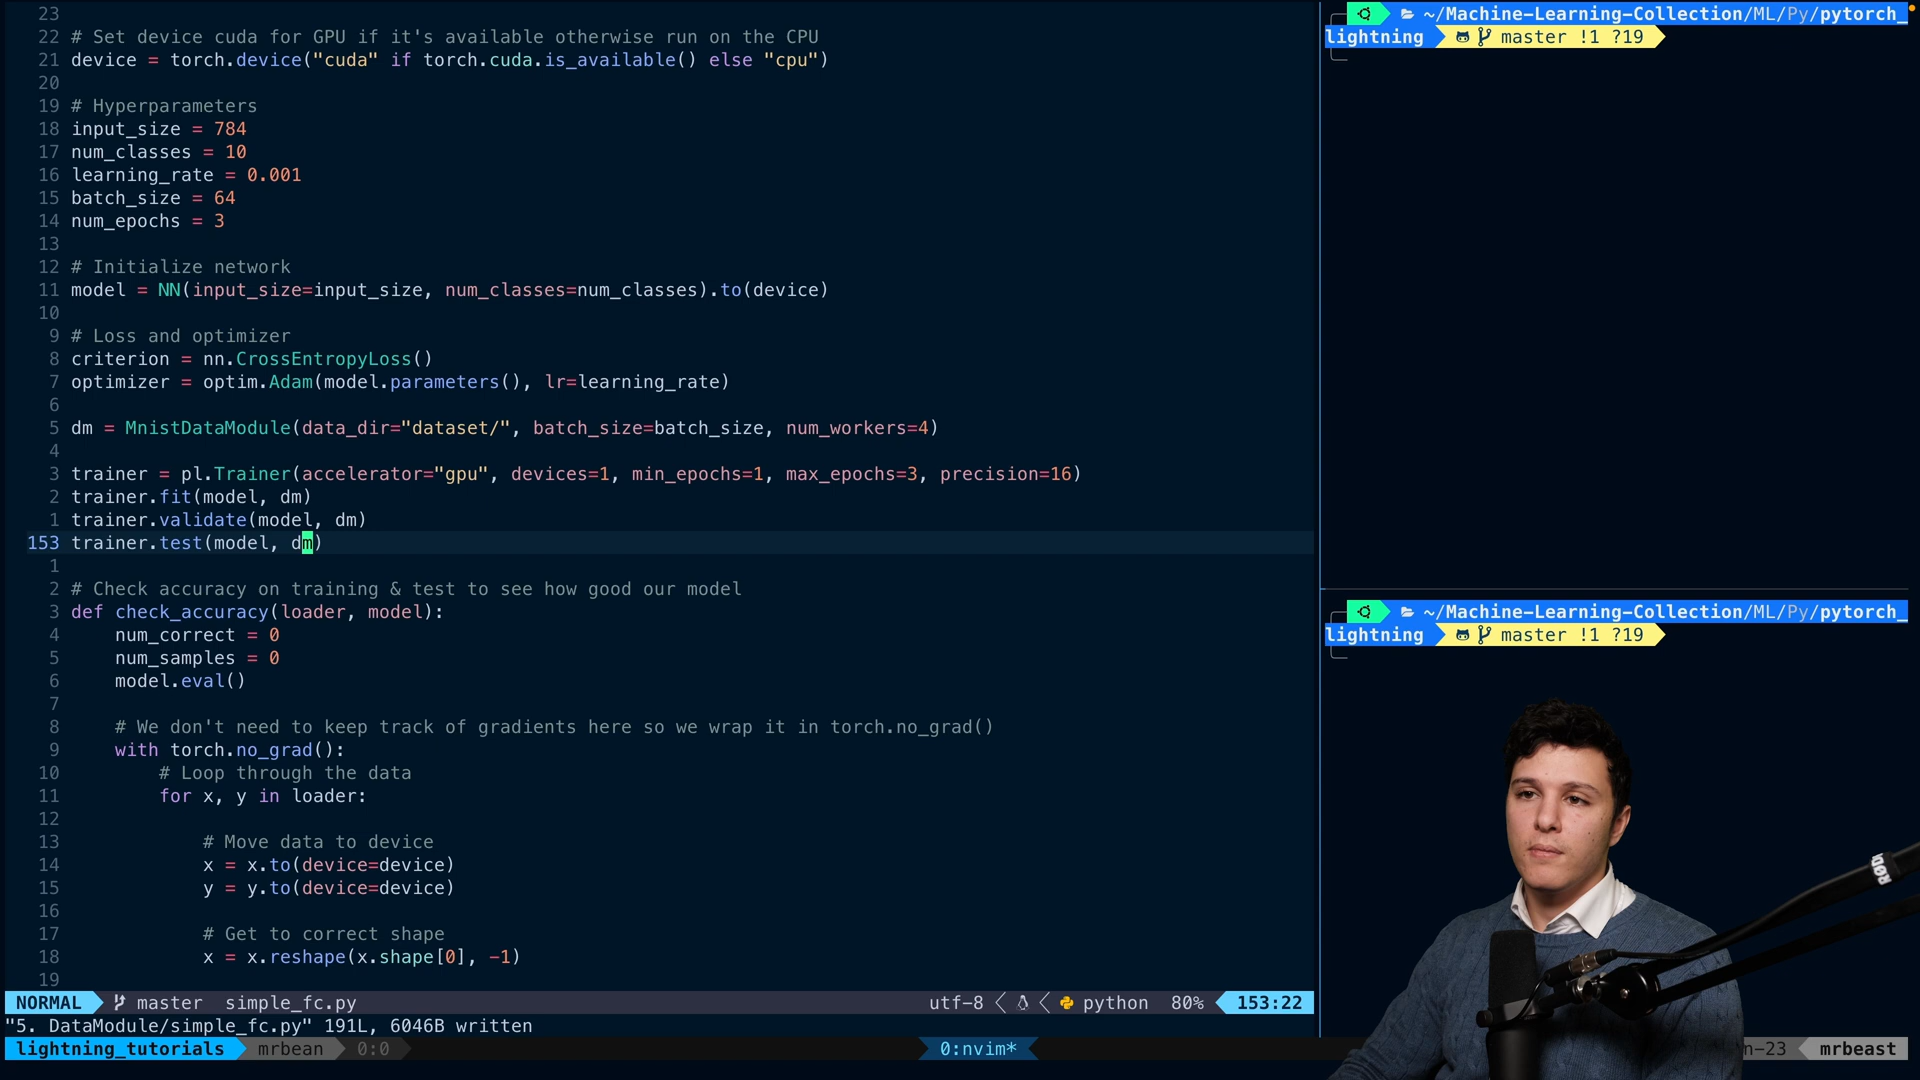 23
22 # Set device cuda for GPU if it's available otherwise run on the CPU
21 device = torch.device("cuda" if torch.cuda.is_available() else "cpu")
20
19 # Hyperparameters
18 input_size = 784
17 num_classes = 10
16 learning_rate = 0.001
15 batch_size = 64
14 num_epochs = 3
13
12 # Initialize network
11 model = NN(input_size=input_size, num_classes=num_classes).to(device)
10
9 # Loss and optimizer
8 criterion = nn.CrossEntropyLoss()
7 optimizer = optim.Adam(model.parameters(), lr=learning_rate)
6
5 dm = MnistDataModule(data_dir="dataset/", batch_size=batch_size, num_workers=4)
4
3 trainer = pl.Trainer(accelerator="gpu", devices=1, min_epochs=1, max_epochs=3, precision=16)
2 trainer.fit(model, dm)
1 trainer.validate(model, dm)
153 trainer.test(model, dm)
1
2 # Check accuracy on training & test to see how good our model
3 def check_accuracy(loader, model):
4     num_correct = 0
5     num_samples = 0
6     model.eval()
7
8     # We don't need to keep track of gradients here so we wrap it in torch.no_grad()
9     with torch.no_grad():
10         # Loop through the data
11         for x, y in loader:
12
13             # Move data to device
14             x = x.to(device=device)
15             y = y.to(device=device)
16
17             # Get to correct shape
18             x = x.reshape(x.shape[0], -1)
19
NORMAL master simple_fc.py utf-8 python 80% 153:22
"5. DataModule/simple_fc.py" 191L, 6046B written
lightning_tutorials mrbean 0:0 0:nvim* n-23 mrbeast
~/Machine-Learning-Collection/ML/Py/pytorch_
lightning master !1 ?19
~/Machine-Learning-Collection/ML/Py/pytorch_
lightning master !1 ?19
RØD